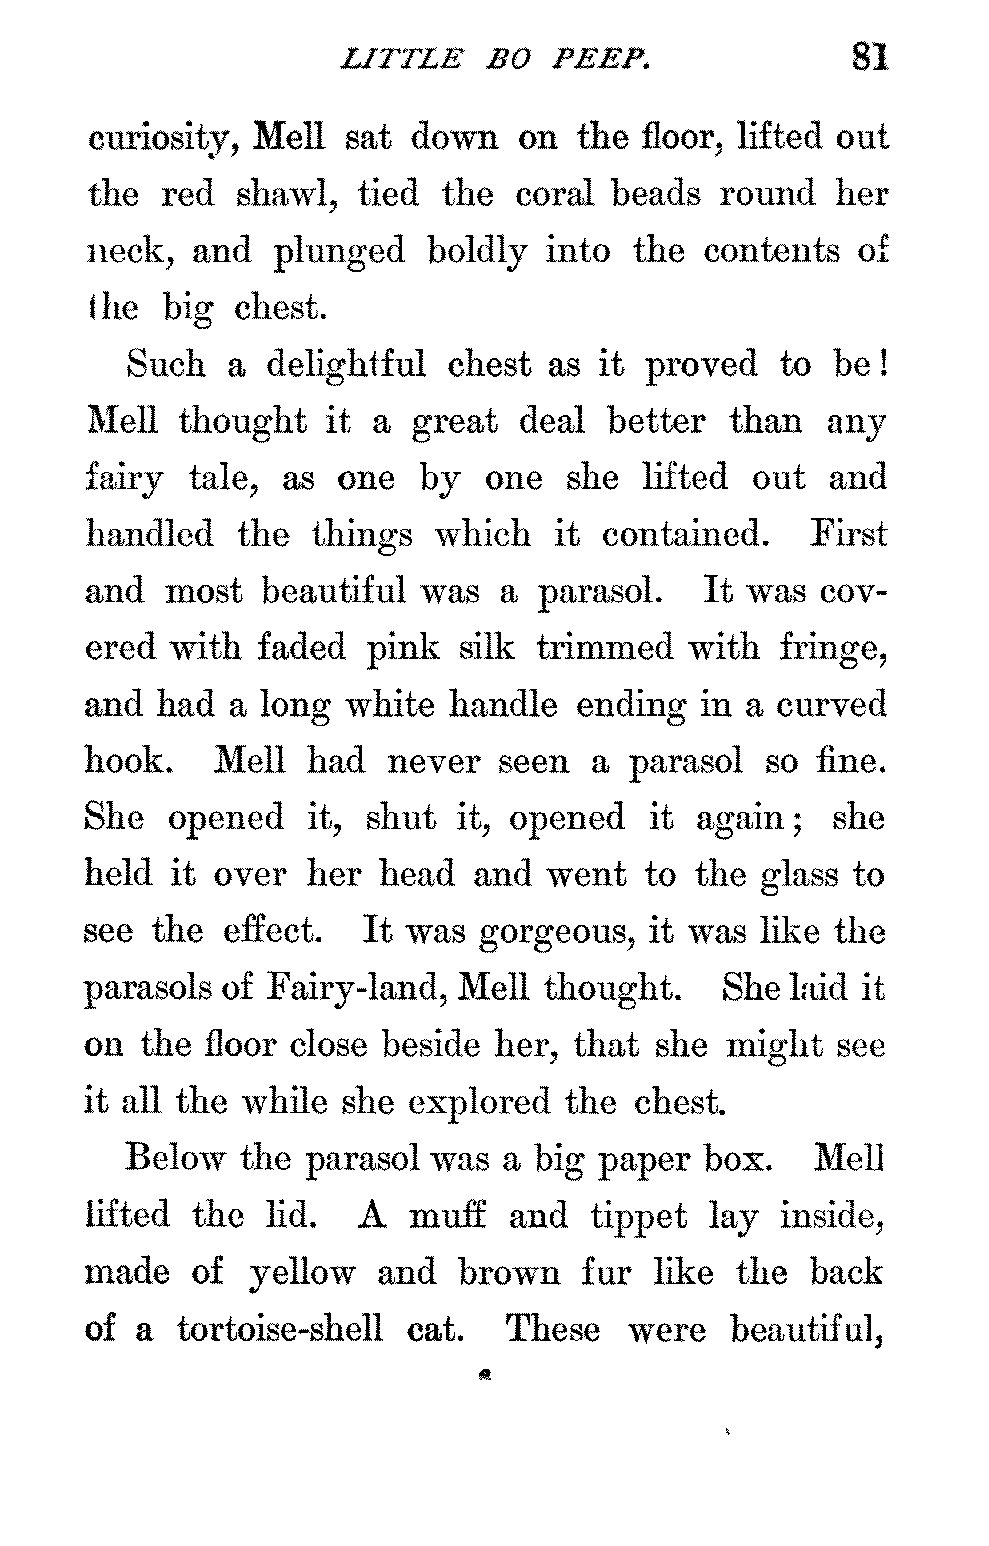 LITTLE BO PEEP. 81
curiosity, Mell sat down on the floor, lifted out
the red shawl, tied the coral beads round her
neck, and plunged boldly into the contents of
the big chest.
Such a delightful chest as it proved to be!
Mell thought it a great deal better than any
fairy tale, as one by one she lifted out and
handled the things which it contained. First
and most beautiful was a parasol. It was cov-
ered with faded pink silk trimmed with fringe,
and had a long white handle ending in a curved
hook. Mell had never seen a parasol so fine.
She opened it, shut it, opened it again; she
held it over her head and went to the glass to
see the effect. It was gorgeous, it was like the
parasols of Fairy-land, Mell thought. She laid it
on the floor close beside her, that she might see
it all the while she explored the chest.
Below the parasol was a big paper box. Mell
lifted the lid. A muff and tippet lay inside,
made of yellow and brown fur like the back
of a tortoise-shell cat. These were beautiful,